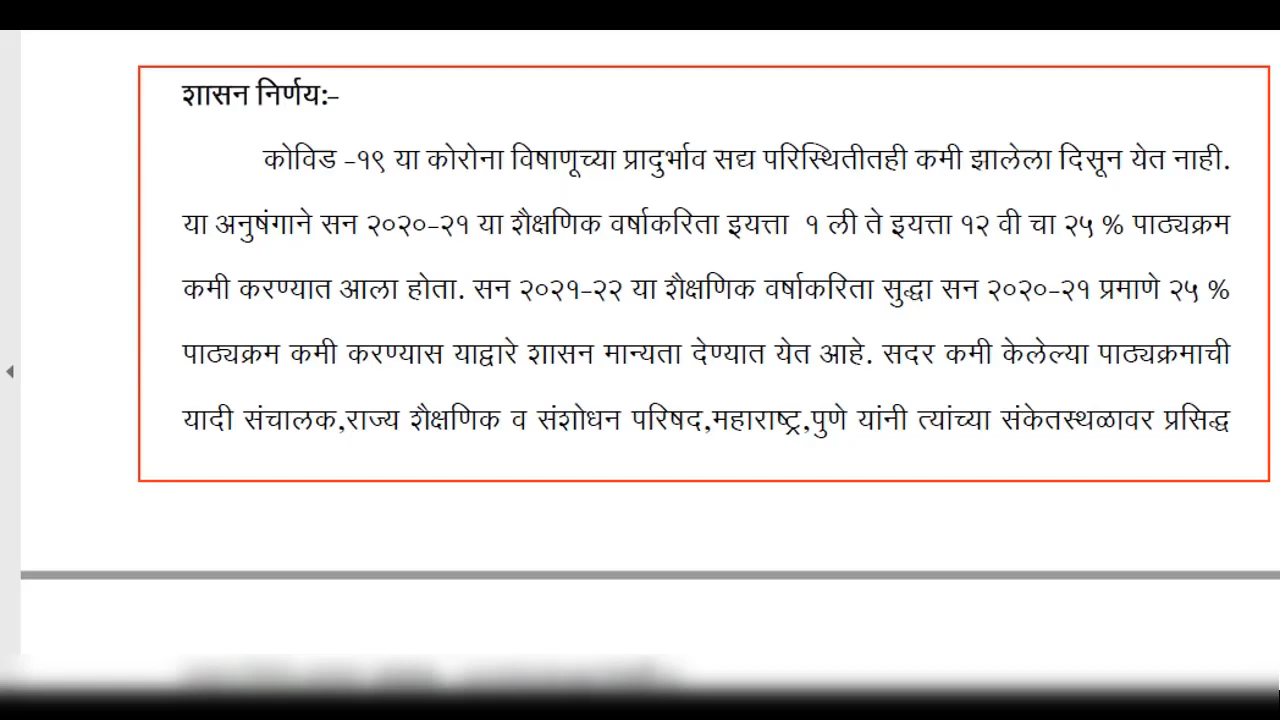 शासन निर्णय:-
कोविड -१९ या कोरोना विषाणूच्या प्रादुर्भाव सद्य परिस्थितीतही कमी झालेला दिसून येत नाही.
या अनुषंगाने सन २०२०-२१ या शैक्षणिक वर्षाकरिता इयत्ता १ ली ते इयत्ता १२ वी चा २५ % पाठ्यक्रम
कमी करण्यात आला होता. सन २०२१-२२ या शैक्षणिक वर्षाकरिता सुद्धा सन २०२०-२१ प्रमाणे २५ %
पाठ्यक्रम कमी करण्यास याद्वारे शासन मान्यता देण्यात येत आहे. सदर कमी केलेल्या पाठ्यक्रमाची
यादी संचालक,राज्य शैक्षणिक व संशोधन परिषद,महाराष्ट्र,पुणे यांनी त्यांच्या संकेतस्थळावर प्रसिद्ध